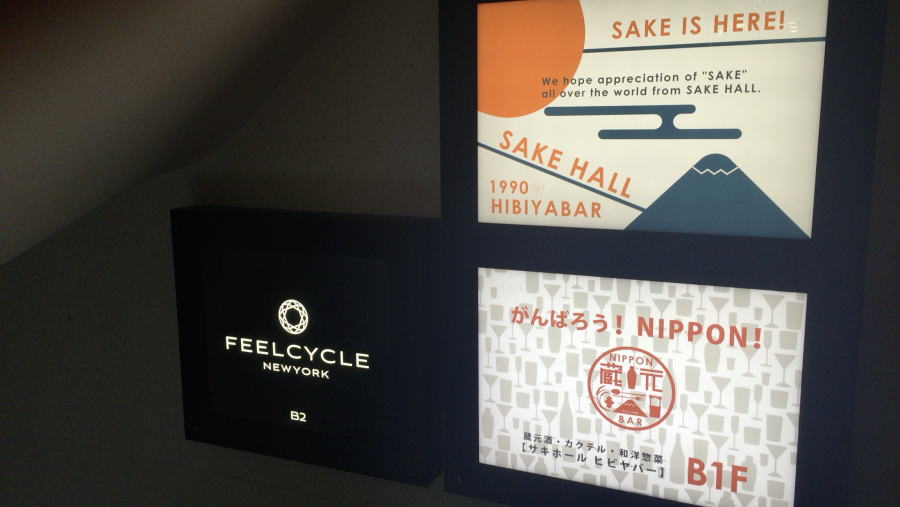 SAKE IS HERE!
We hope appreciation of "SAKE"
all over the world from SAKE HALL.
SAKE HALL
1990
HIBIYABAR
FEELCYCLE
NEWYORK
B2
がんばろう! NIPPON!
NIPPON
蔵元
BAR
蔵元酒・カクテル・和洋惣菜
【サキホール ヒビヤバー】
B1F